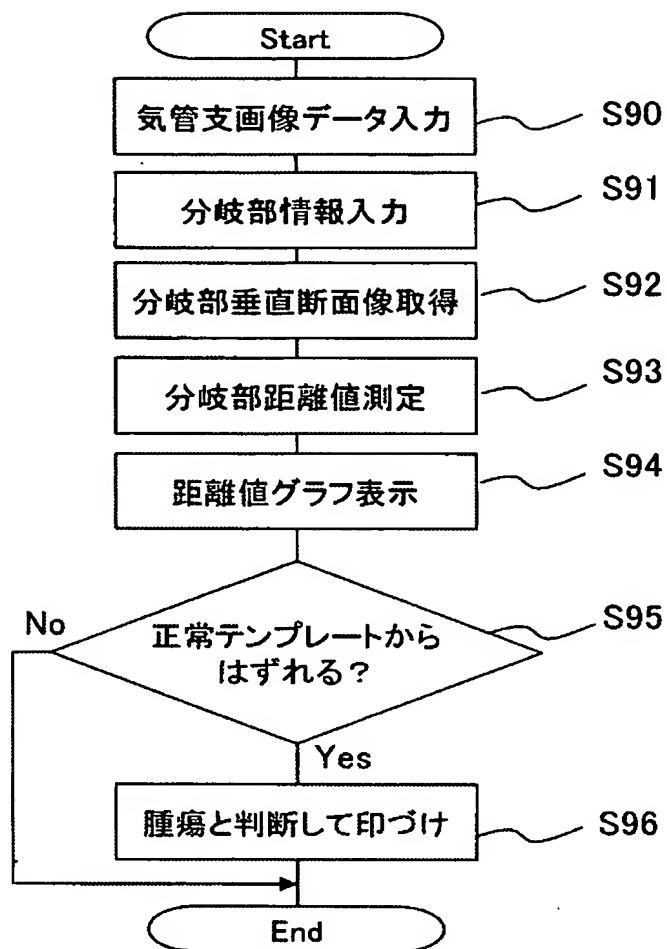 Start
気管支画像データ入力
S90
分岐部情報入力
S91
分岐部垂直断面像取得
S92
分岐部距離値測定
S93
距離値グラフ表示
S94
No
正常テンプレートから
はずれる？
S95
Yes
腫瘍と判断して印づけ
S96
End